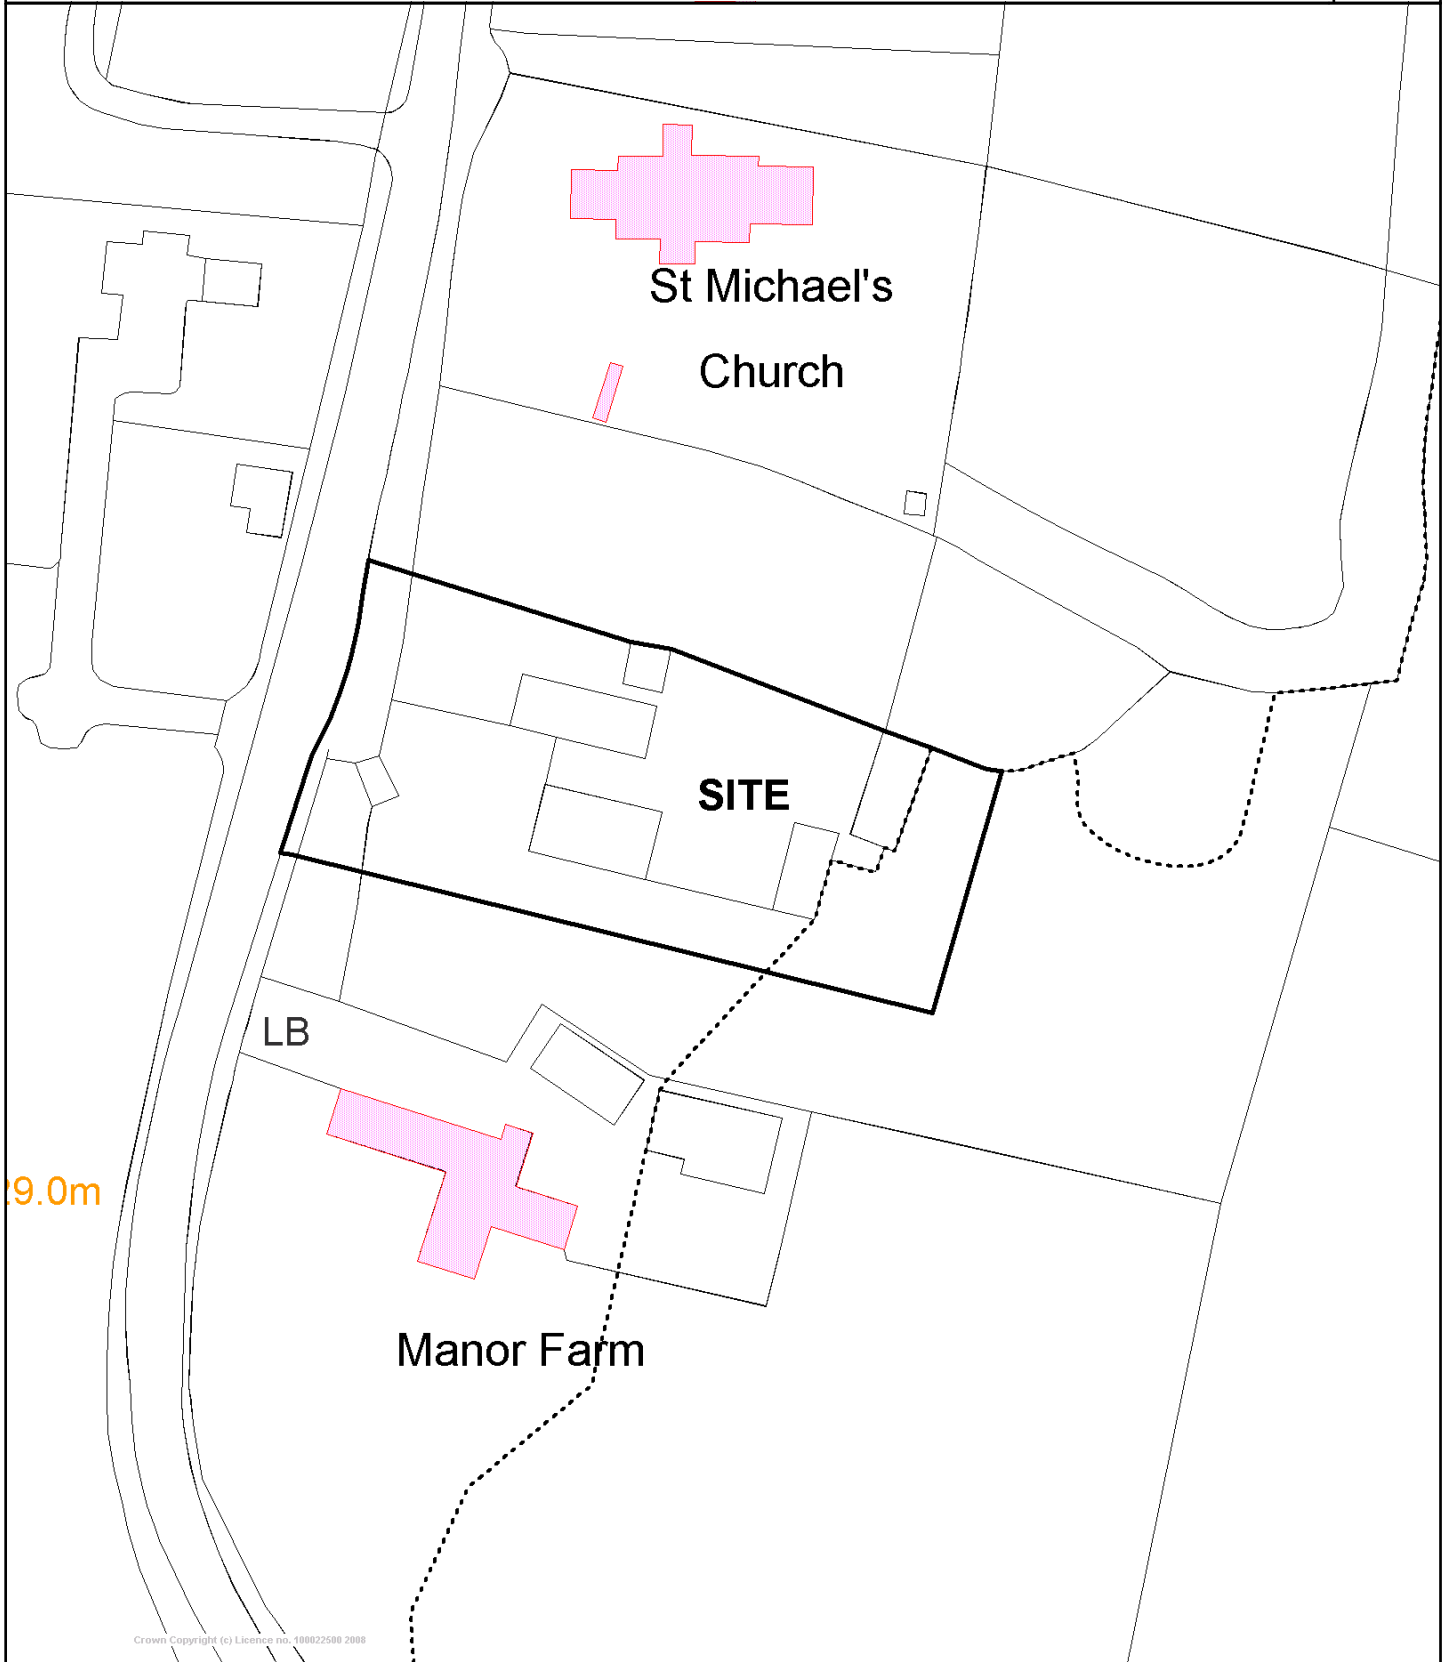 St Michael's
Church
SITE
LB
9.0m
Manor Farm
Crown Copyright (c) Licence no. 100022500 2008